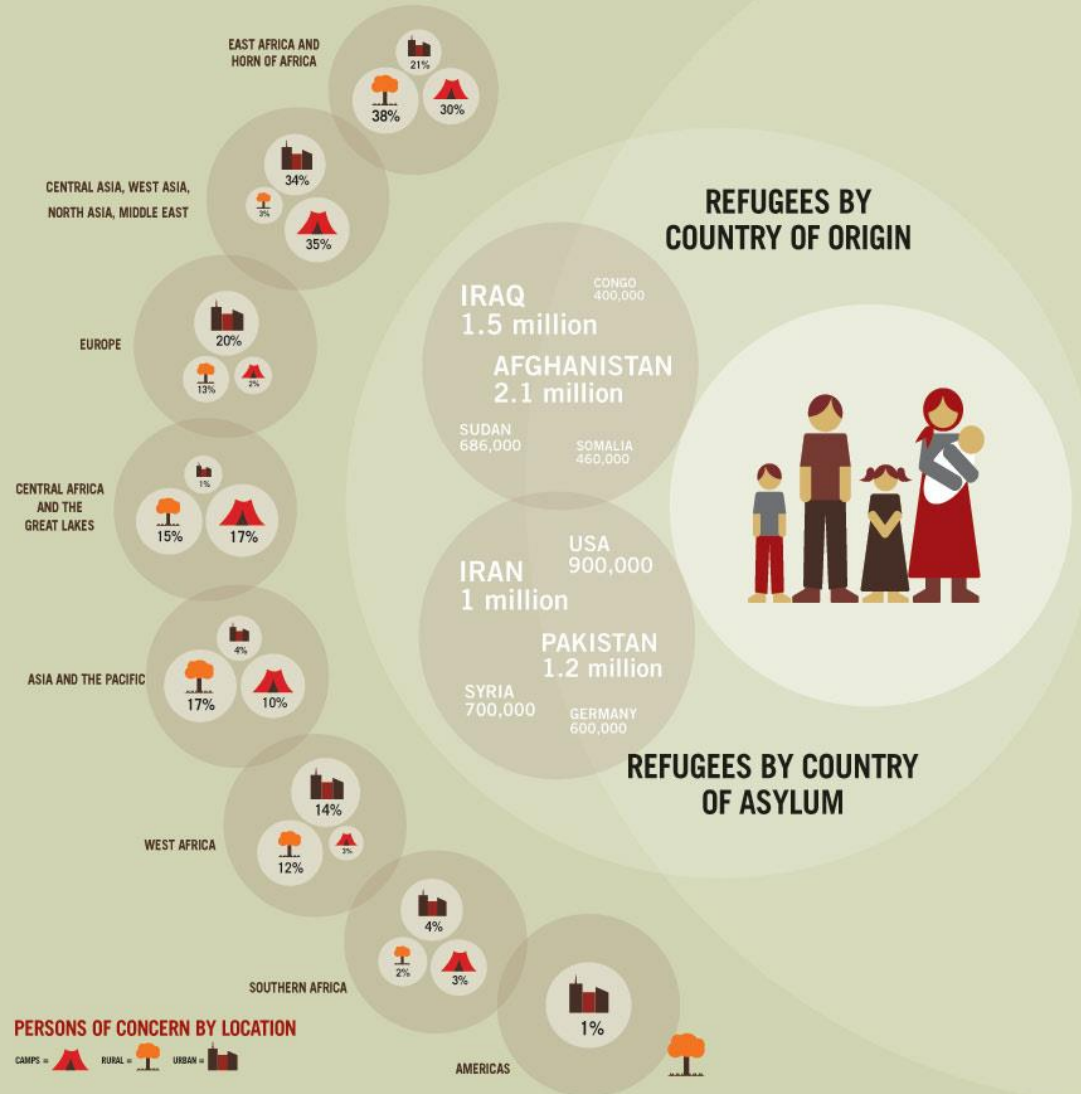 EAST AFRICA AND
HORN OF AFRICA
21%
38%
30%
CENTRAL ASIA, WEST ASIA,
NORTH ASIA, MIDDLE EAST
34%
3%
35%
EUROPE
20%
13%
2%
CENTRAL AFRICA
AND THE
GREAT LAKES
1%
15%
17%
ASIA AND THE PACIFIC
4%
17%
10%
WEST AFRICA
14%
12%
3%
SOUTHERN AFRICA
4%
2%
3%
AMERICAS
1%
REFUGEES BY
COUNTRY OF ORIGIN
IRAQ
1.5 million
CONGO
400,000
AFGHANISTAN
2.1 million
SUDAN
686,000
SOMALIA
460,000
USA
900,000
IRAN
1 million
PAKISTAN
1.2 million
SYRIA
700,000
GERMANY
600,000
REFUGEES BY COUNTRY
OF ASYLUM
PERSONS OF CONCERN BY LOCATION
CAMPS =
RURAL =
URBAN =